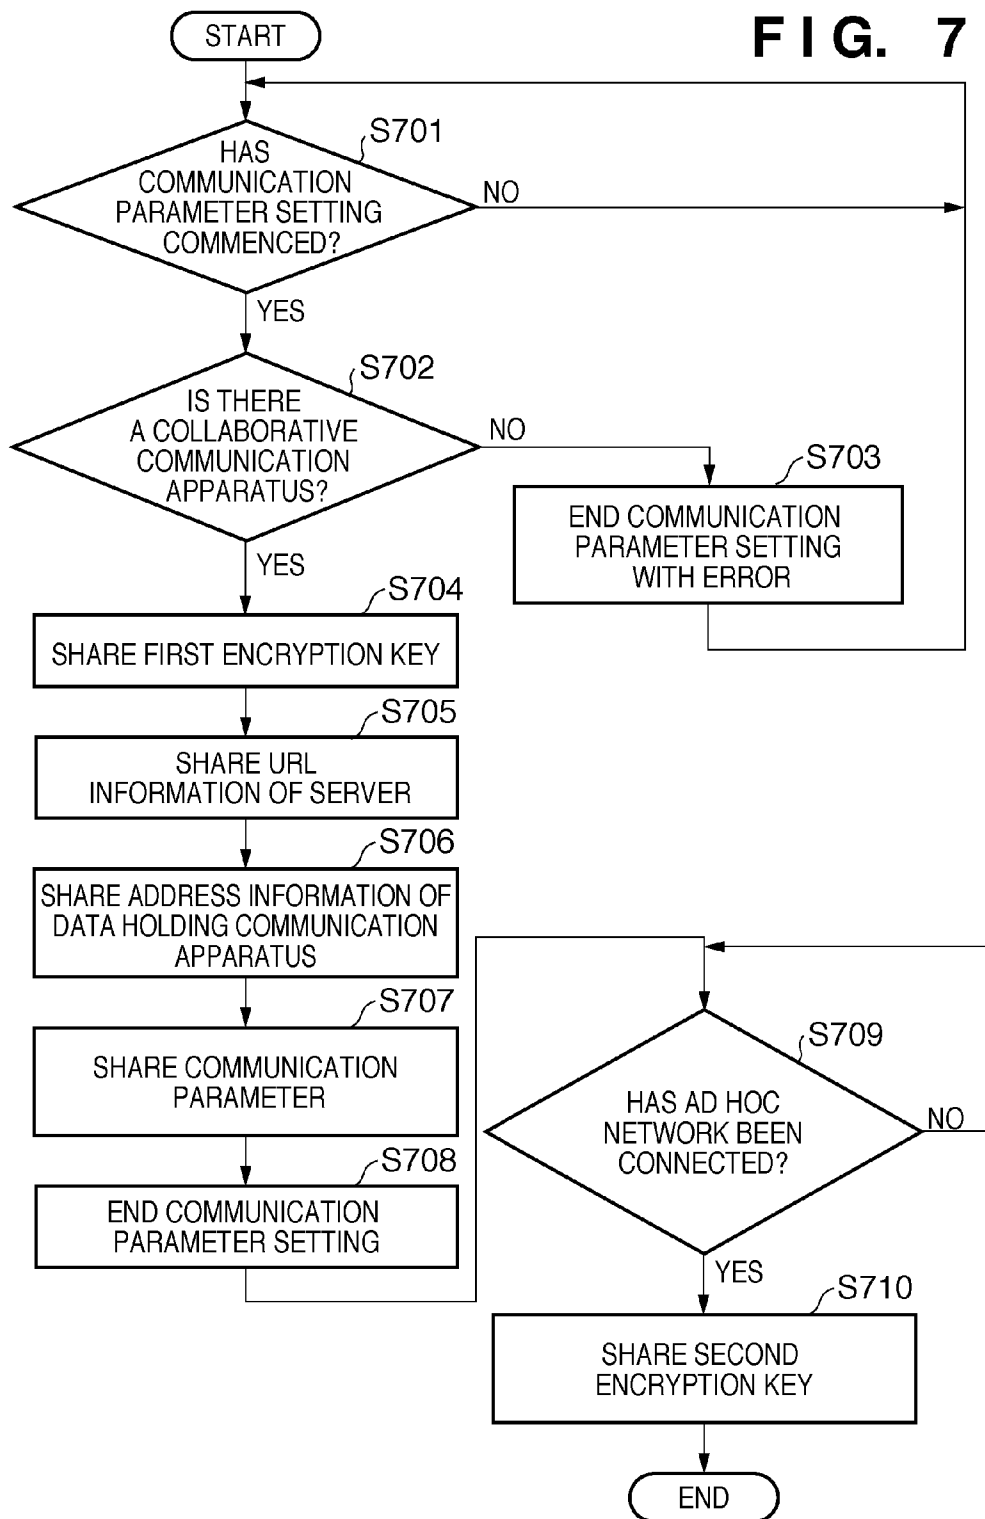 START
FIG. 7
S701
HAS
COMMUNICATION
PARAMETER SETTING
COMMENCED?
NO
YES
S702
IS THERE
A COLLABORATIVE
COMMUNICATION
APPARATUS?
NO
YES
S703
END COMMUNICATION
PARAMETER SETTING
WITH ERROR
S704
SHARE FIRST ENCRYPTION KEY
S705
SHARE URL
INFORMATION OF SERVER
S706
SHARE ADDRESS INFORMATION OF
DATA HOLDING COMMUNICATION
APPARATUS
S707
SHARE COMMUNICATION
PARAMETER
S708
END COMMUNICATION
PARAMETER SETTING
S709
HAS AD HOC
NETWORK BEEN
CONNECTED?
NO
YES
S710
SHARE SECOND
ENCRYPTION KEY
END